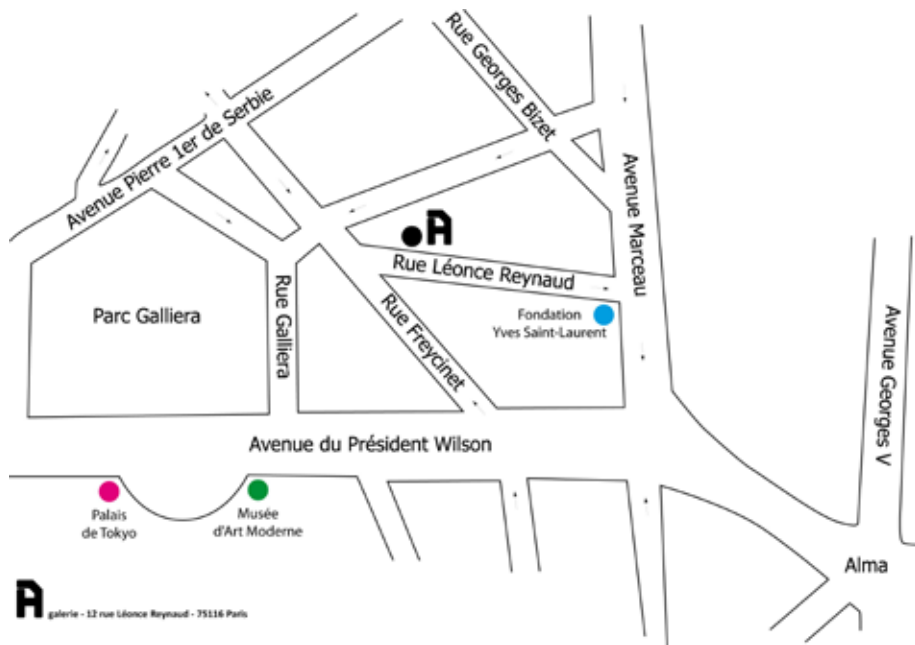 Rue Georges Bizet
Avenue Pierre 1er de Serbie
Avenue Marceau
A
Rue Léonce Reynaud
Rue Galliera
Parc Galliera
Rue Freycinet
Fondation
Yves Saint-Laurent
Avenue Georges V
Avenue du Président Wilson
Palais
de Tokyo
Musée
d'Art Moderne
Alma
A galerie - 12 rue Léonce Reynaud - 75116 Paris